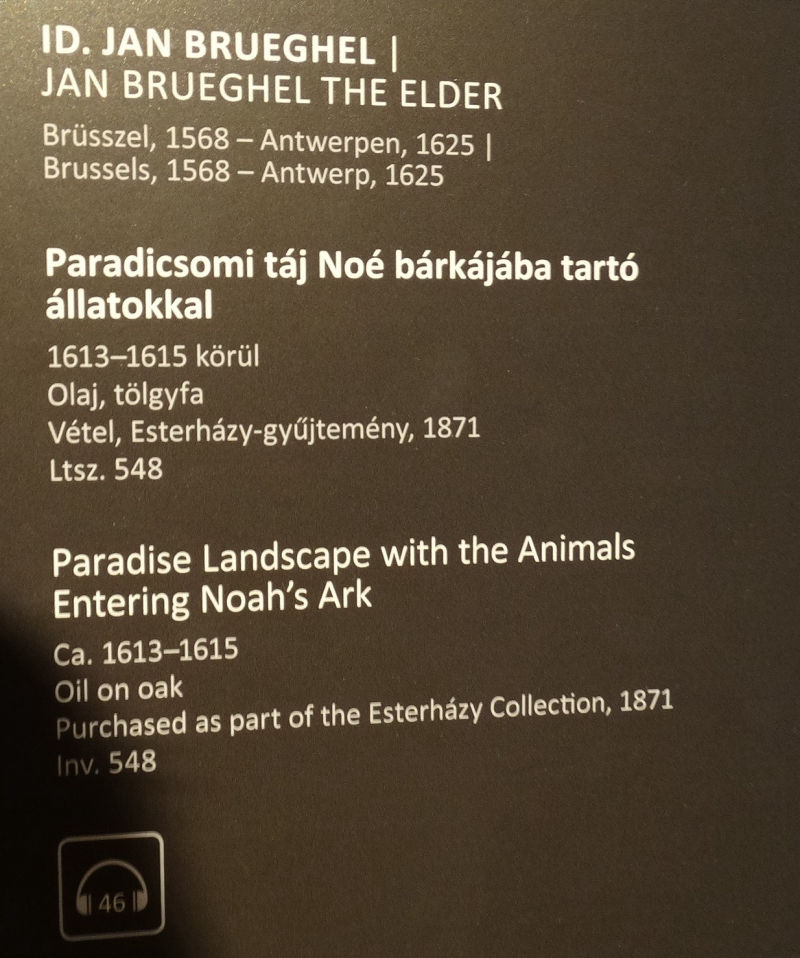 ID. JAN BRUEGHEL |
JAN BRUEGHEL THE ELDER
Brüsszel, 1568 – Antwerpen, 1625 |
Brussels, 1568 – Antwerp, 1625
Paradicsomi táj Noé bárkájába tartó
állatokkal
1613–1615 körül
Olaj, tölgyfa
Vétel, Esterházy-gyűjtemény, 1871
Ltsz. 548
Paradise Landscape with the Animals
Entering Noah's Ark
Ca. 1613–1615
Oil on oak
Purchased as part of the Esterházy Collection, 1871
Inv. 548
46